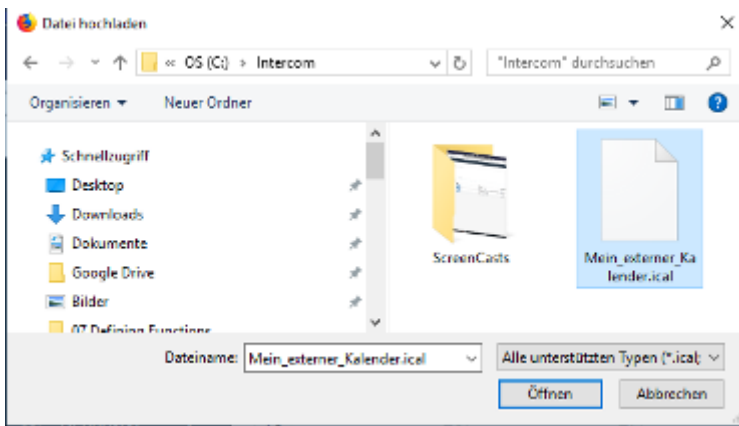 Datei hochladen
« OS (C:) > Intercom
"Intercom" durchsuchen
Organisieren
Neuer Ordner
Schnellzugriff
Desktop
Downloads
Dokumente
Google Drive
Bilder
07 Defining Functions
ScreenCasts
Mein_externer_Ka
lender.ical
Dateiname: Mein_externer_Kalender.ical
Alle unterstützten Typen (*.ical;
Öffnen
Abbrechen